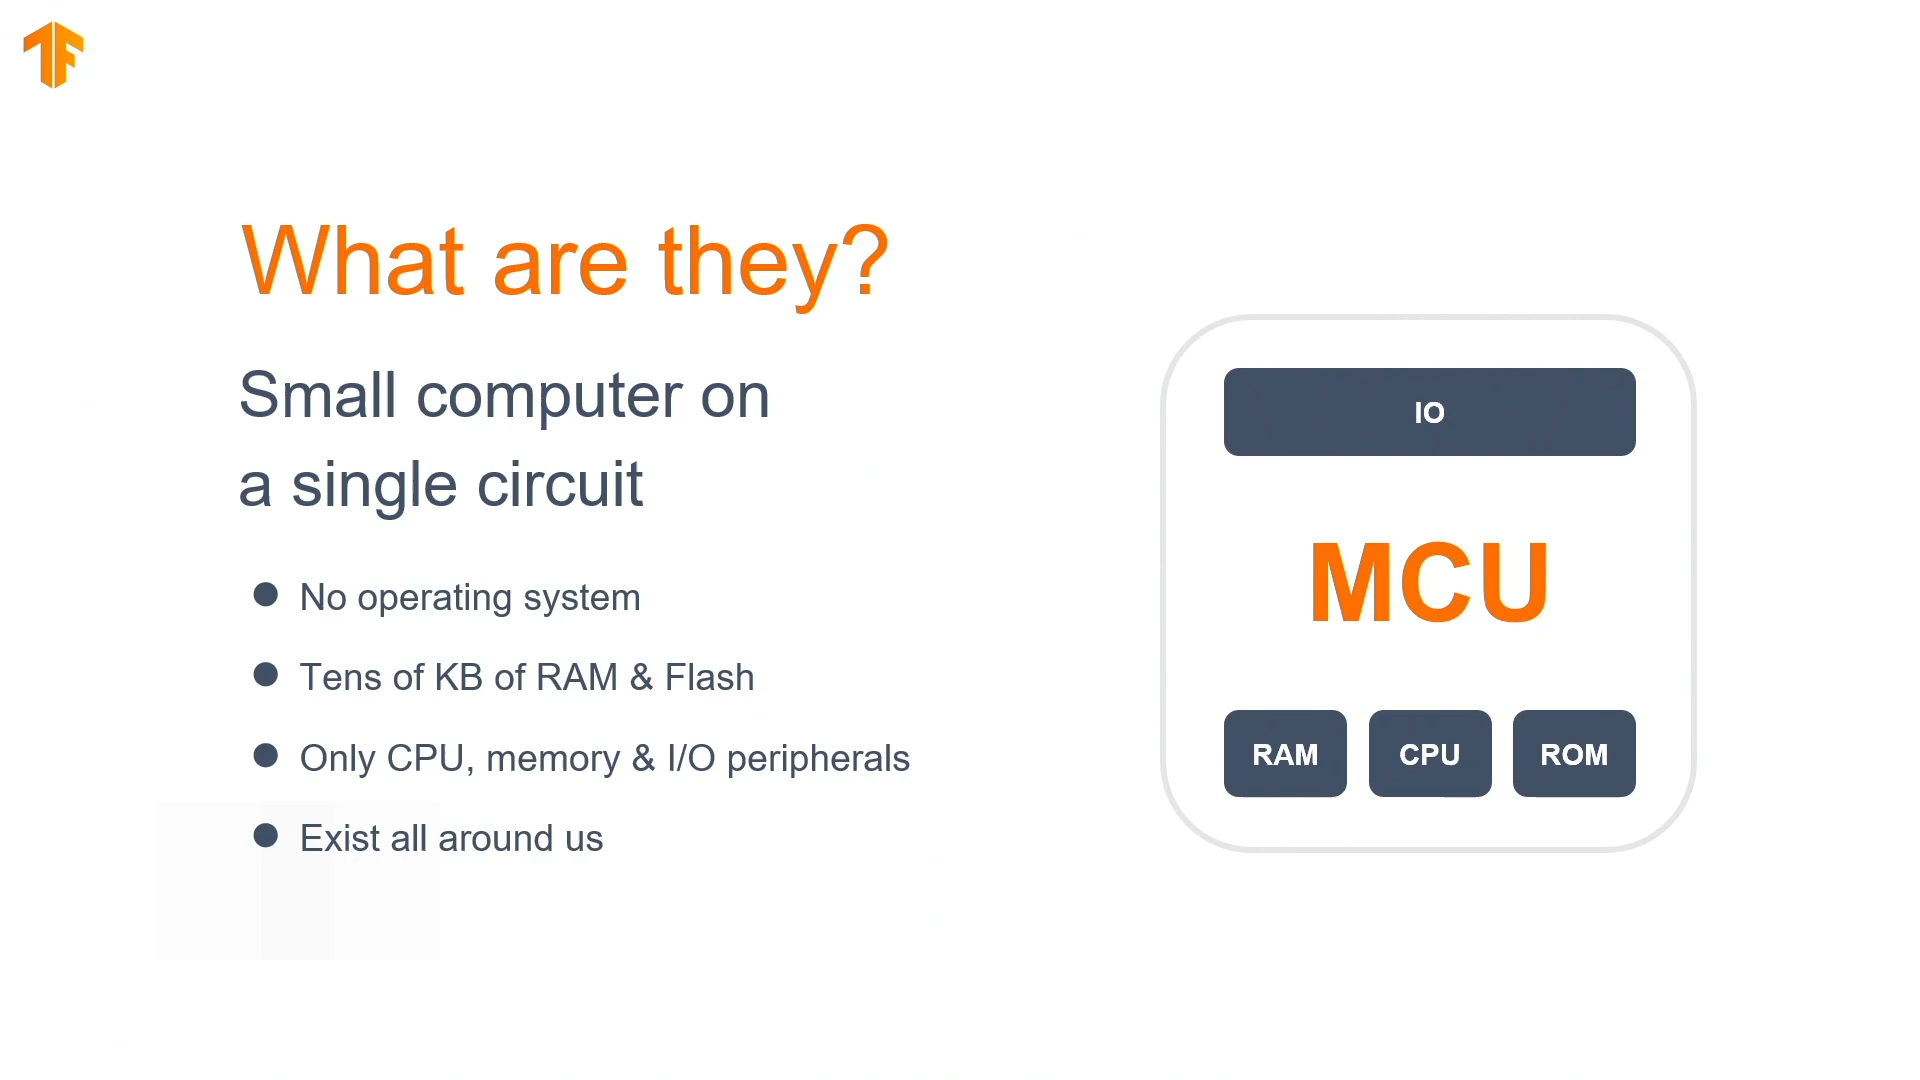 What are they?
Small computer on
a single circuit
● No operating system
● Tens of KB of RAM & Flash
● Only CPU, memory & I/O peripherals
● Exist all around us
IO
MCU
RAM CPU ROM